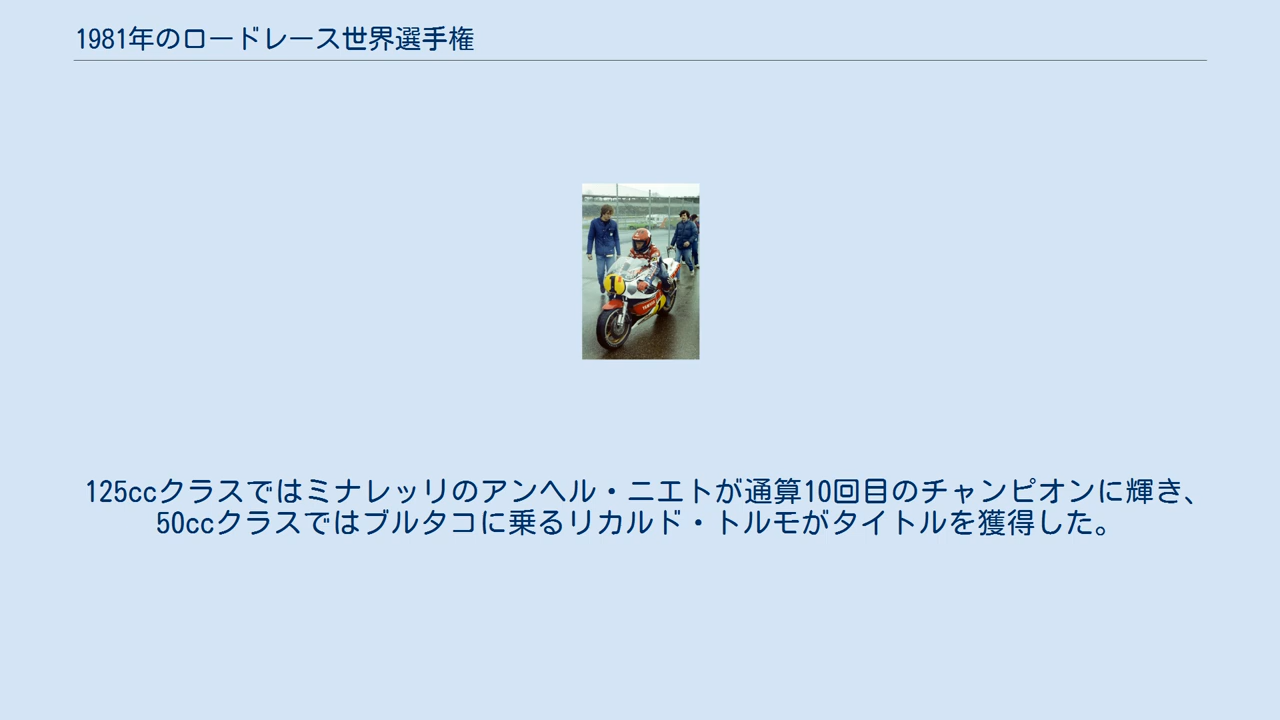 1981年のロードレース世界選手権
125ccクラスではミナレッリのアンヘル・ニエトが通算10回目のチャンピオンに輝き、
50ccクラスではブルタコに乗るリカルド・トルモがタイトルを獲得した。